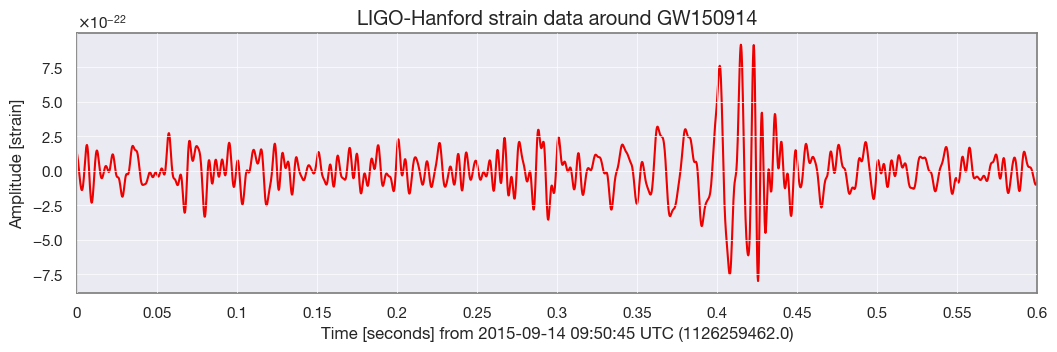 LIGO-Hanford strain data around GW150914
×10⁻²²
7.5
5.0
2.5
0.0
−2.5
−5.0
−7.5
Amplitude [strain]
0 0.05 0.1 0.15 0.2 0.25 0.3 0.35 0.4 0.45 0.5 0.55 0.6
Time [seconds] from 2015-09-14 09:50:45 UTC (1126259462.0)